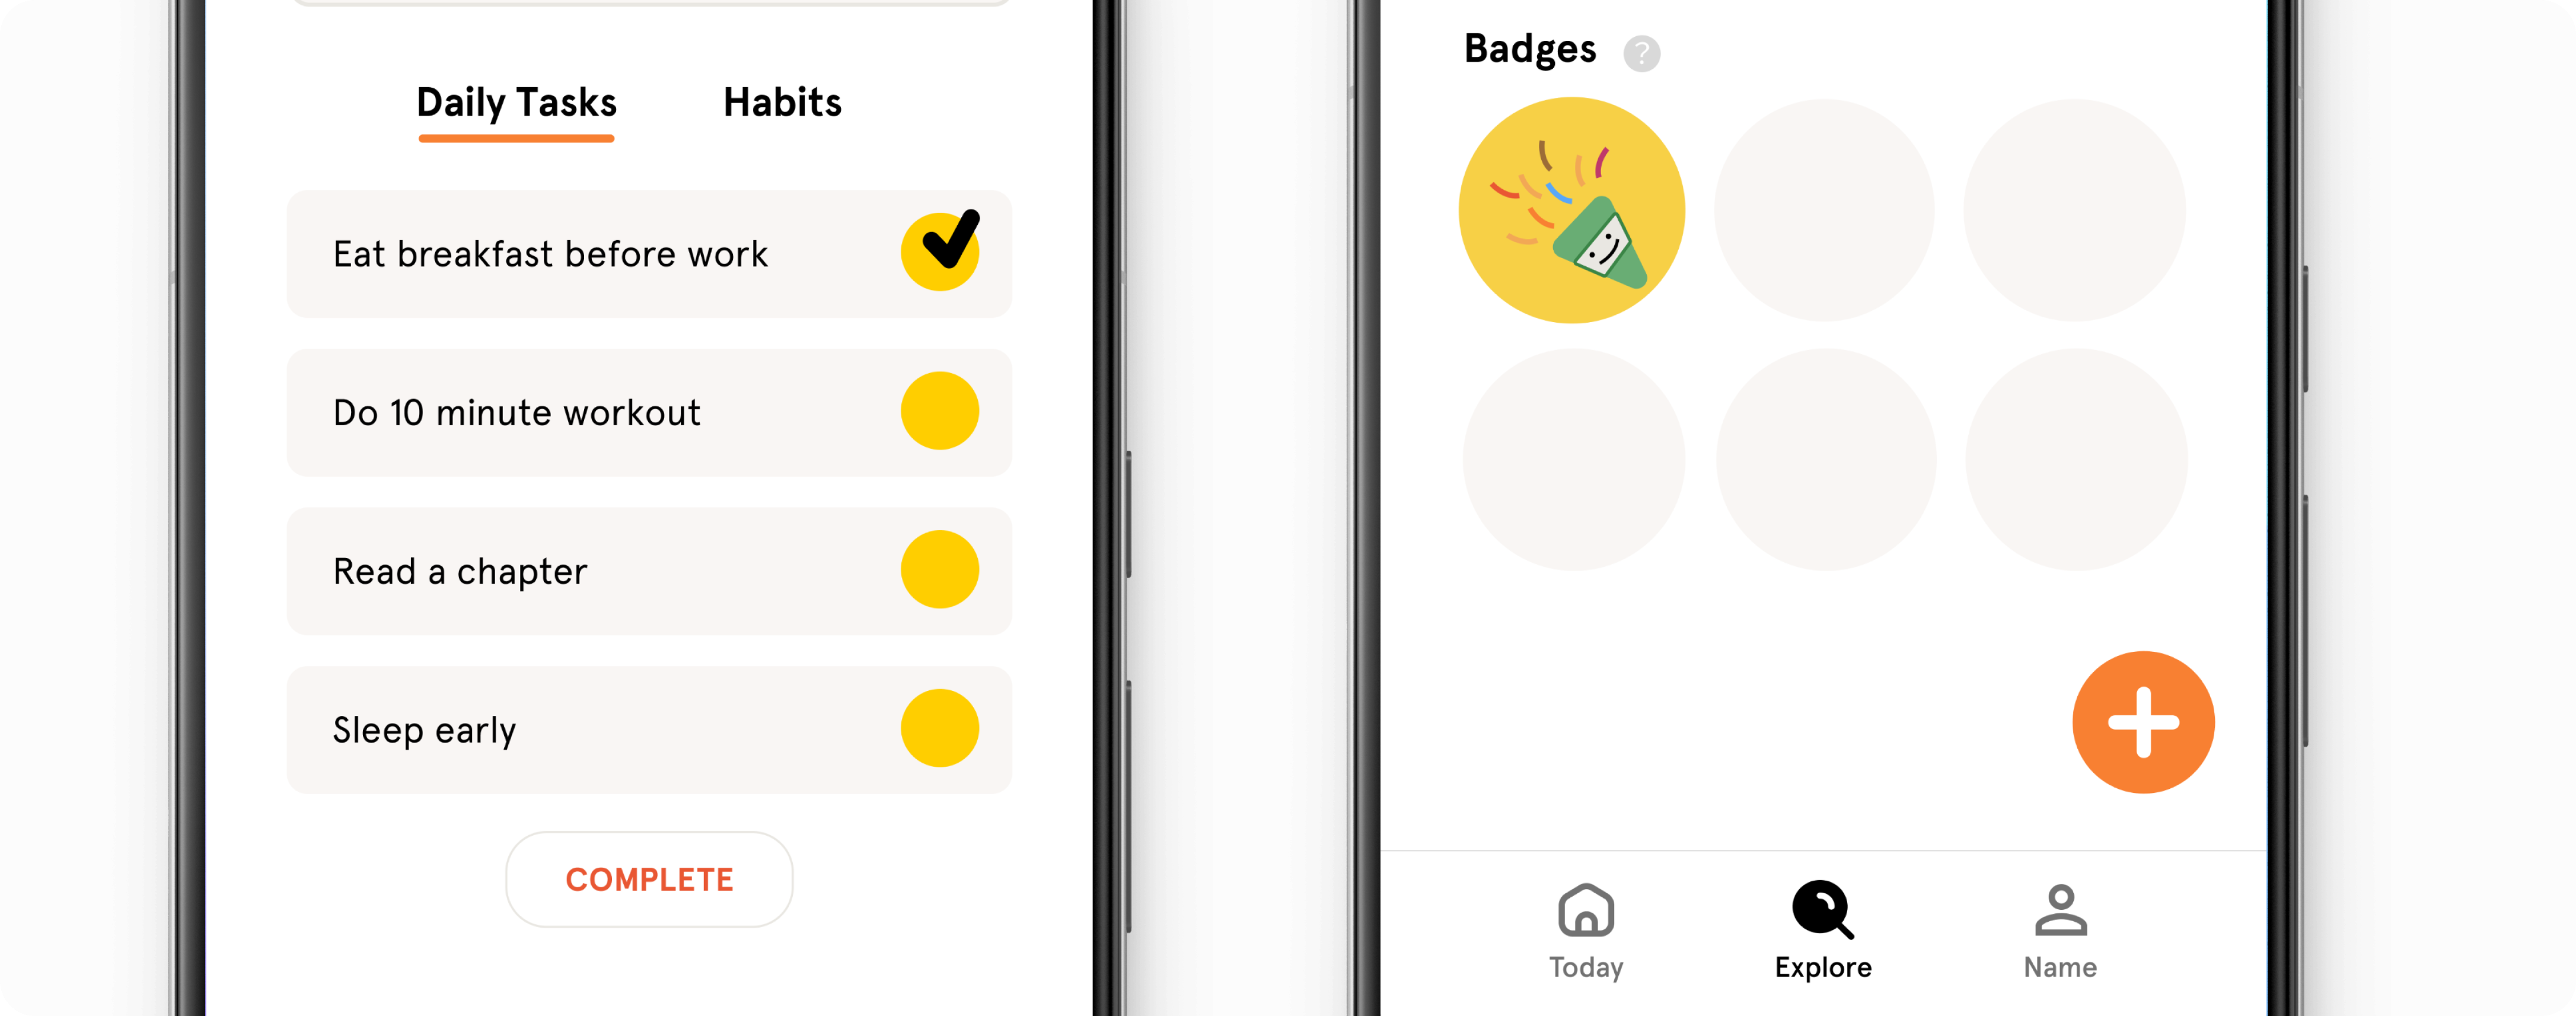 Daily Tasks
Habits
Eat breakfast before work
Do 10 minute workout
Read a chapter
Sleep early
COMPLETE
Badges ?
Today
Explore
Name